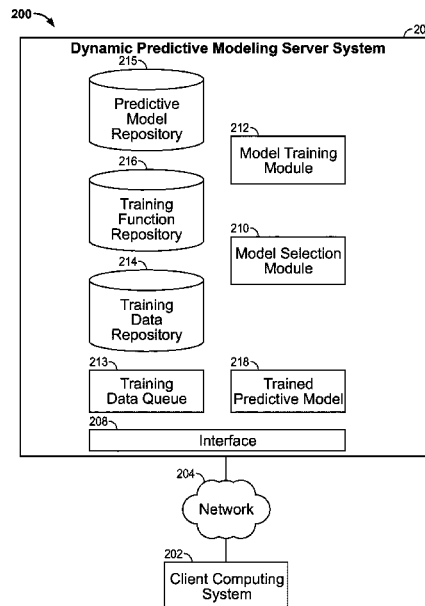 200
20
Dynamic Predictive Modeling Server System
215
Predictive
Model
Repository
212
Model Training
Module
216
Training
Function
Repository
210
Model Selection
Module
214
Training
Data
Repository
213
Training
Data Queue
218
Trained
Predictive Model
208
Interface
204
Network
202
Client Computing
System